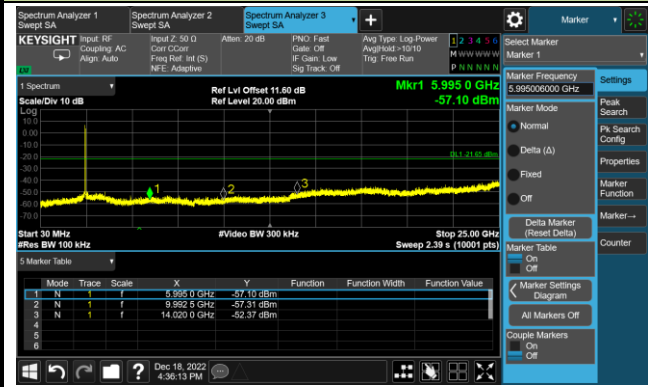 Spectrum Analyzer 1
Swept SA
Spectrum Analyzer 2
Swept SA
Spectrum Analyzer 3
Swept SA
+
Marker
KEYSIGHT
Input: RF
Coupling: AC
Align: Auto
Input Z: 50 Ω
Corr CCorr
Freq Ref: Int (S)
NFE: Adaptive
Atten: 20 dB
PNO: Fast
Gate: Off
IF Gain: Low
Sig Track: Off
Avg Type: Log-Power
Avg|Hold:>10/10
Trig: Free Run
1 2 3 4 5 6
M W W W W W
P N N N N N
Select Marker
Marker 1
1 Spectrum
Scale/Div 10 dB
Log
Ref Lvl Offset 11.60 dB
Ref Level 20.00 dBm
Mkr1 5.995 0 GHz
-57.10 dBm
10.0
0.00
-10.0
-20.0
-30.0
-40.0
-50.0
-60.0
-70.0
DL1 -21.65 dBm
1
2
3
Start 30 MHz
#Res BW 100 kHz
#Video BW 300 kHz
Stop 25.00 GHz
Sweep 2.39 s (10001 pts)
5 Marker Table
Mode Trace Scale X Y Function Function Width Function Value
1 N 1 f 5.995 0 GHz -57.10 dBm
2 N 1 f 9.992 5 GHz -57.31 dBm
3 N 1 f 14.020 0 GHz -52.37 dBm
4
5
6
Marker Frequency
5.995006000 GHz
Marker Mode
Normal
Delta (Δ)
Fixed
Off
Delta Marker
(Reset Delta)
Marker Table
On
Off
Marker Settings
Diagram
All Markers Off
Couple Markers
On
Off
Settings
Peak
Search
Pk Search
Config
Properties
Marker
Function
Marker→
Counter
?
Dec 18, 2022
4:36:13 PM